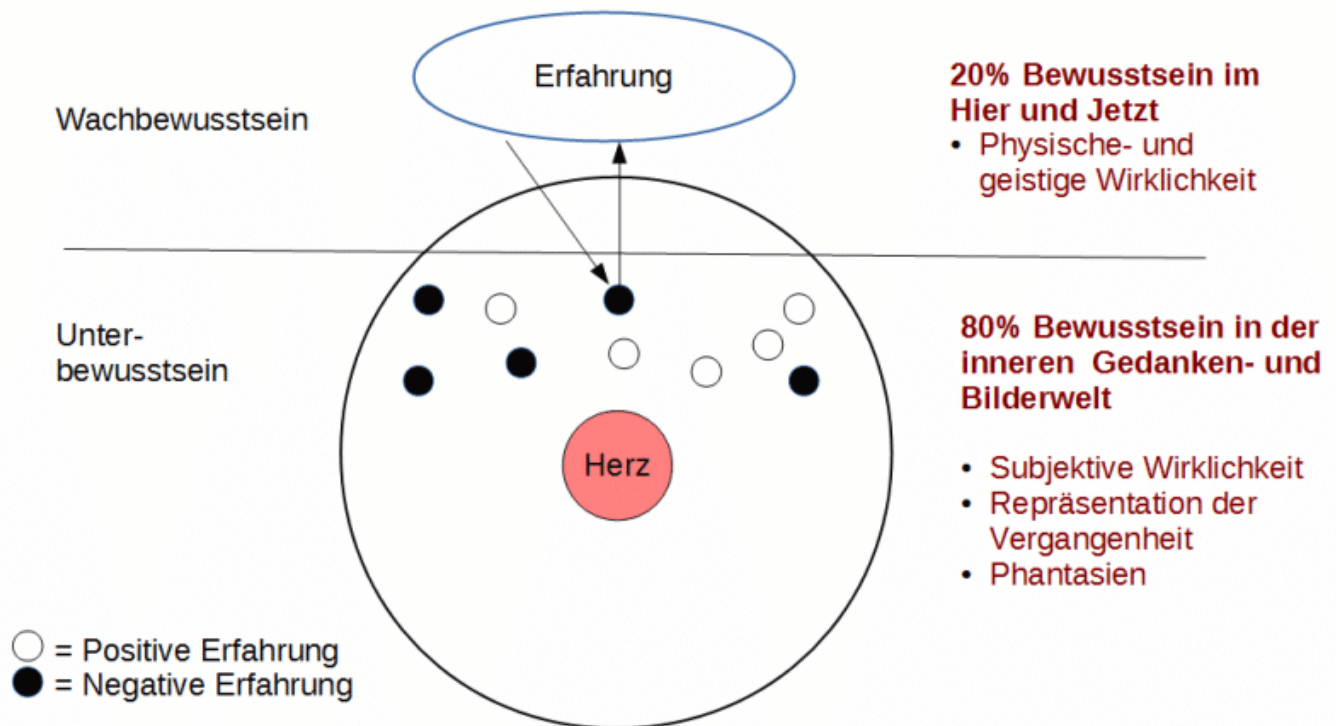 Erfahrung
Wachbewusstsein
20% Bewusstsein im
Hier und Jetzt
• Physische- und
geistige Wirklichkeit
Unter-
bewusstsein
80% Bewusstsein in der
inneren Gedanken- und
Bilderwelt
Herz
• Subjektive Wirklichkeit
• Repräsentation der
Vergangenheit
• Phantasien
= Positive Erfahrung
= Negative Erfahrung